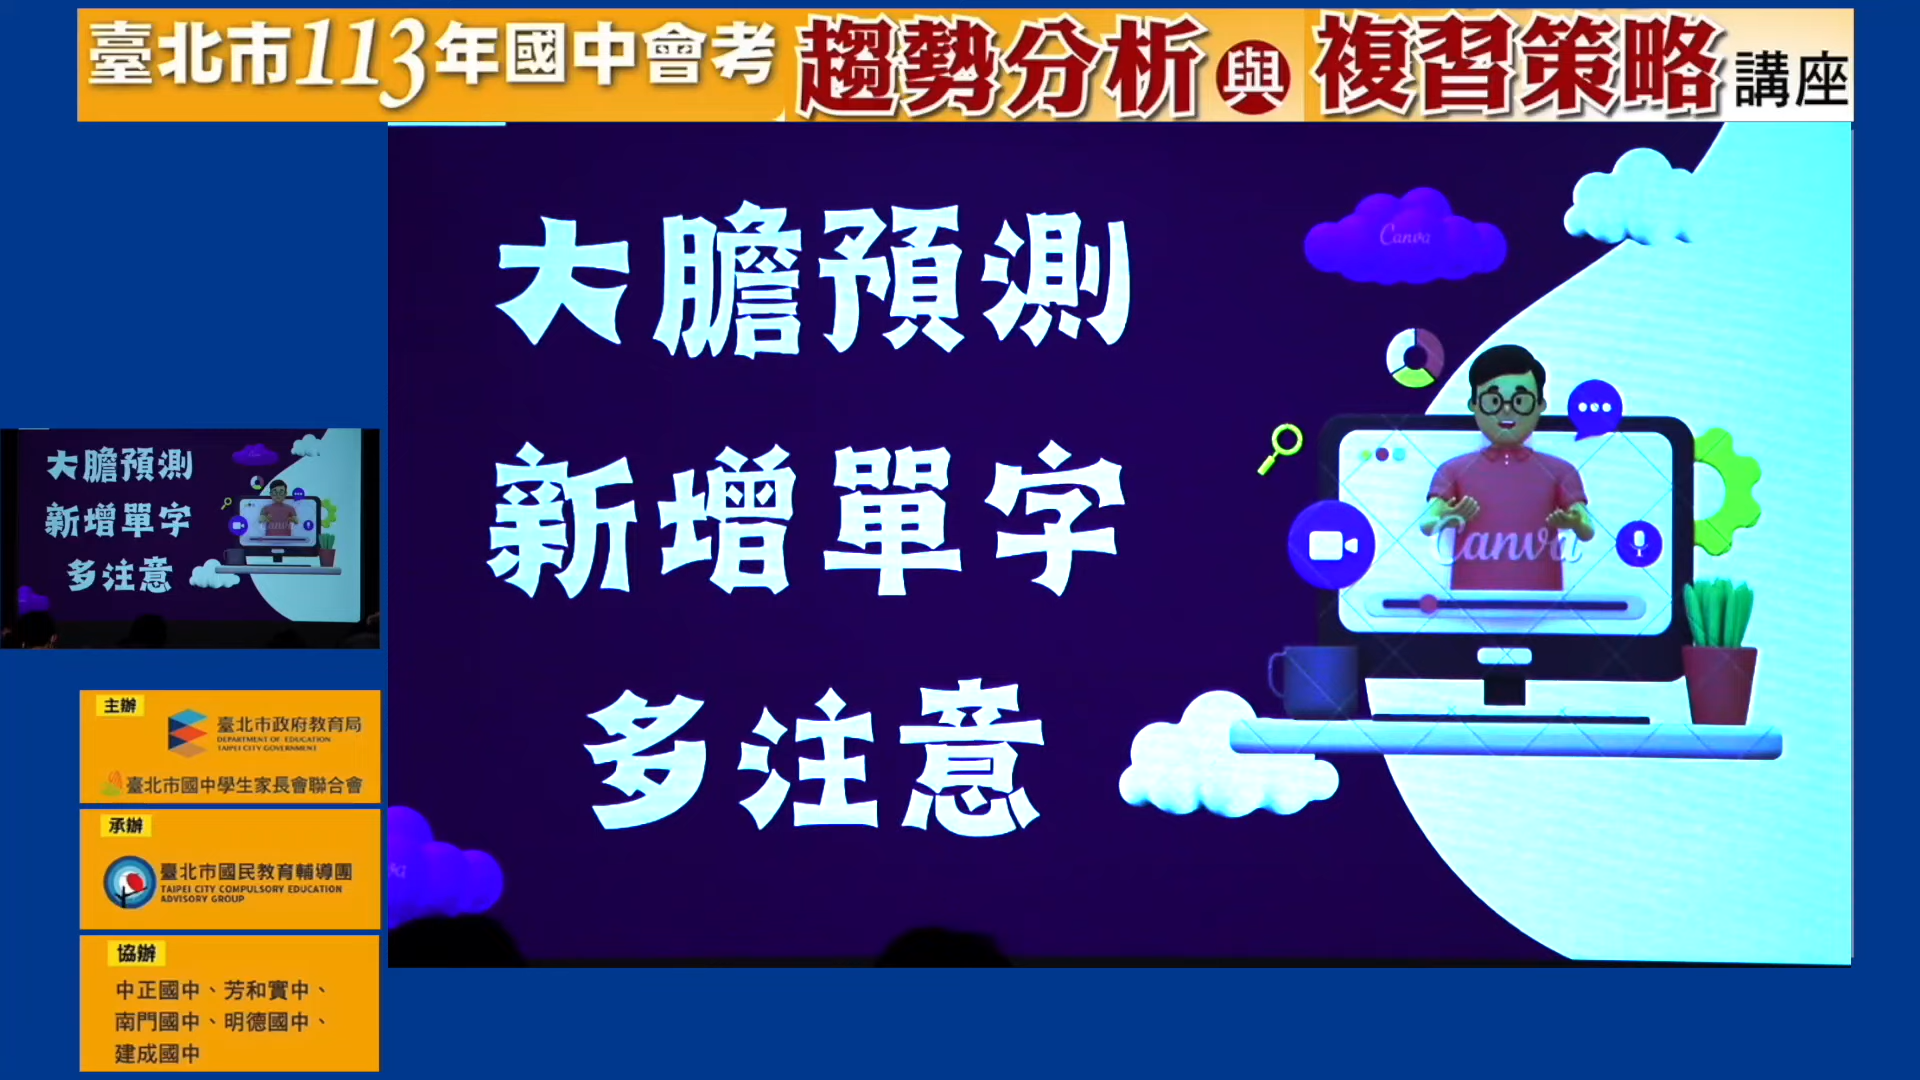 臺北市113年國中會考 趨勢分析與複習策略講座
大膽預測
新增單字
多注意
Canva
Canva
大膽預測
新增單字
多注意
主辦
臺北市政府教育局
DEPARTMENT OF EDUCATION
TAIPEI CITY GOVERNMENT
臺北市國中學生家長會聯合會
承辦
臺北市國民教育輔導團
TAIPEI CITY COMPULSORY EDUCATION
ADVISORY GROUP
協辦
中正國中、芳和實中、
南門國中、明德國中、
建成國中